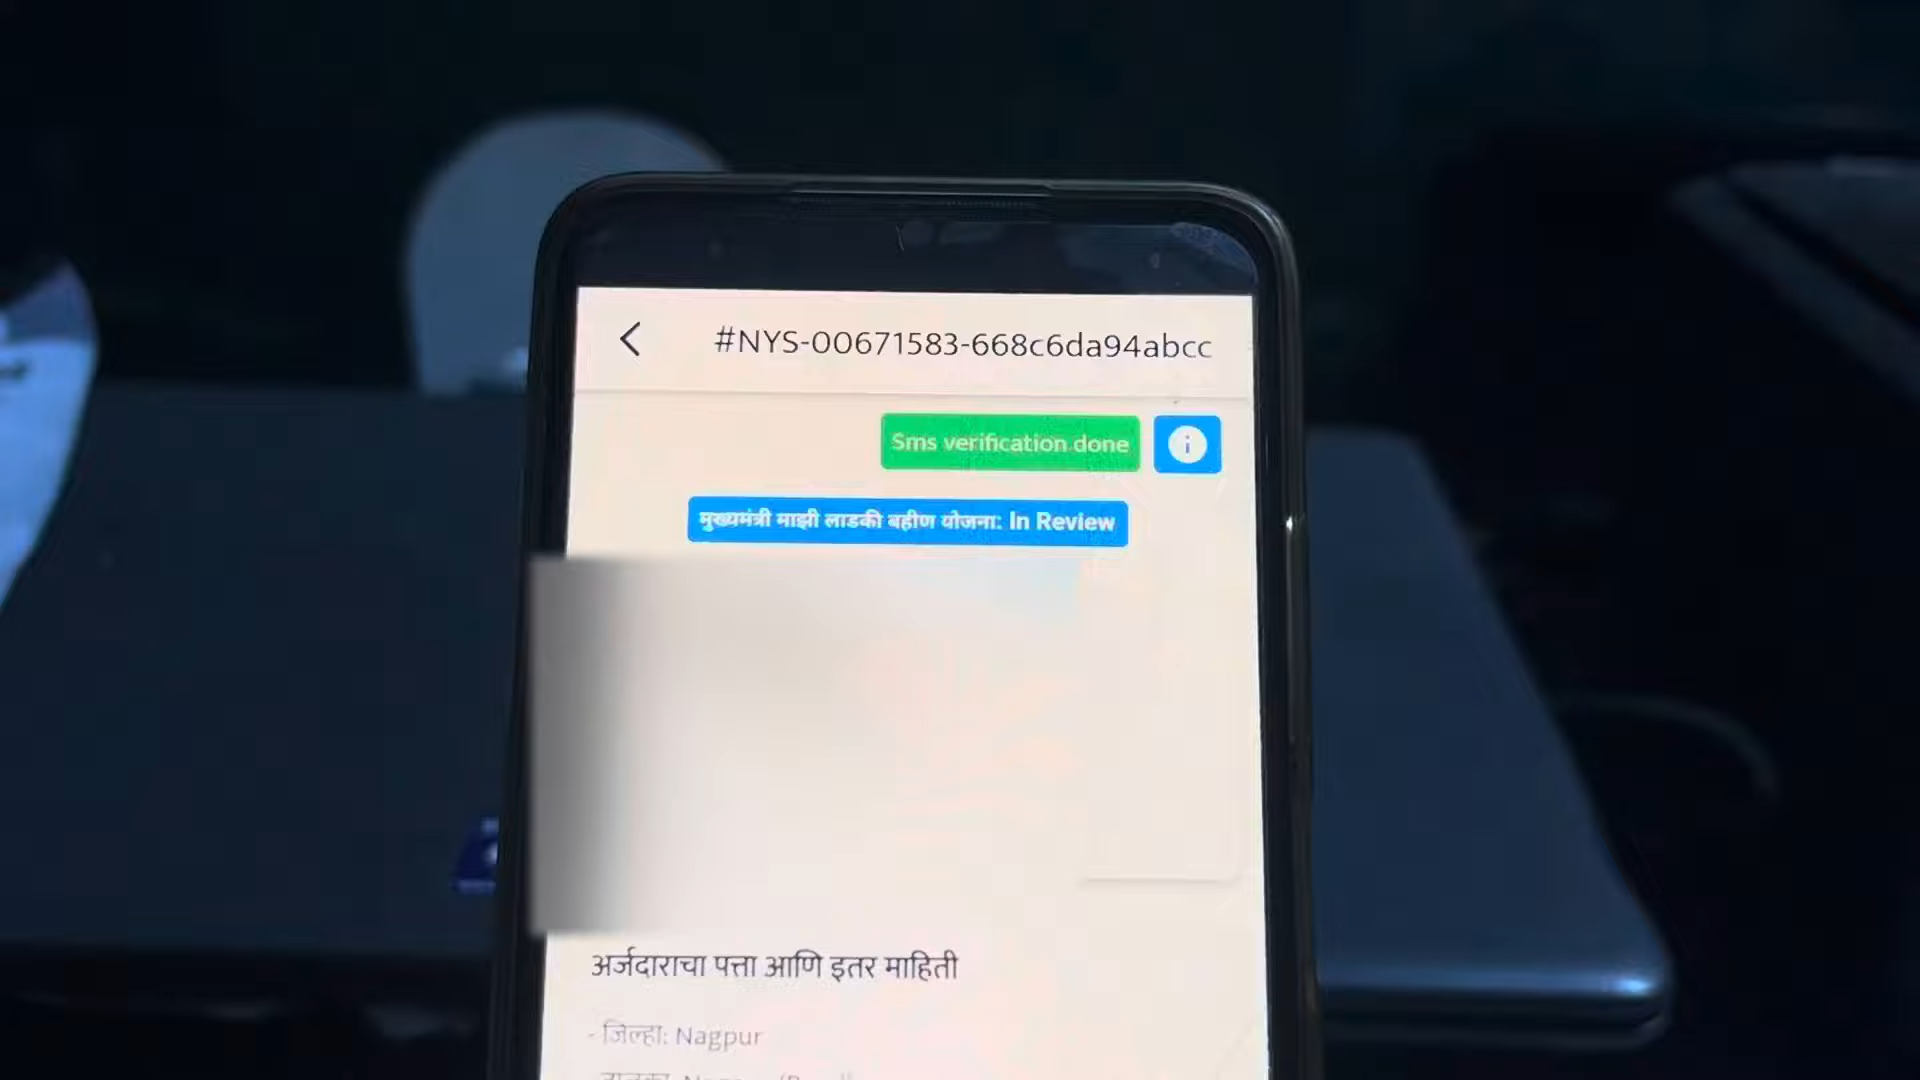 #NYS-00671583-668c6da94abcc
Sms verification done
i
मुख्यमंत्री माझी लाडकी बहीण योजना: In Review
अर्जदाराचा पत्ता आणि इतर माहिती
- जिल्हा: Nagpur